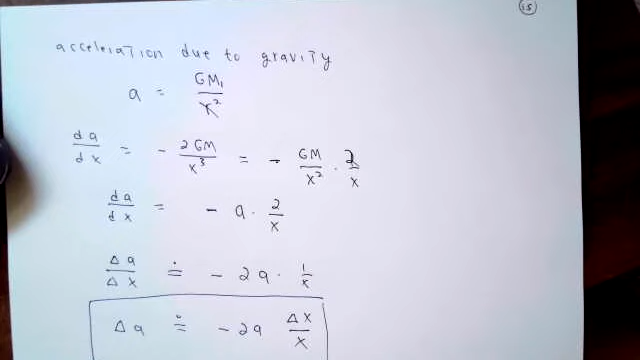 15
acceleration due to gravity
a = GM₁/x²
da/dx = - 2GM/x³ = - GM/x² · 2/x
da/dx = - a · 2/x
Δa/Δx ≐ - 2a · 1/x
Δa ≐ - 2a Δx/x